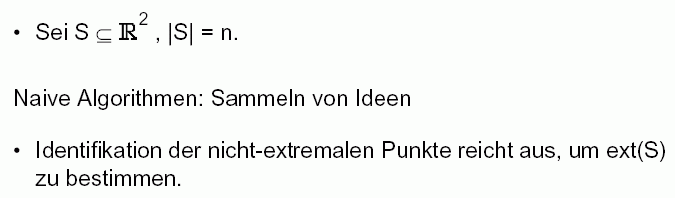 • Sei S ⊆ ℝ², |S| = n.
Naive Algorithmen: Sammeln von Ideen
• Identifikation der nicht-extremalen Punkte reicht aus, um ext(S)
zu bestimmen.